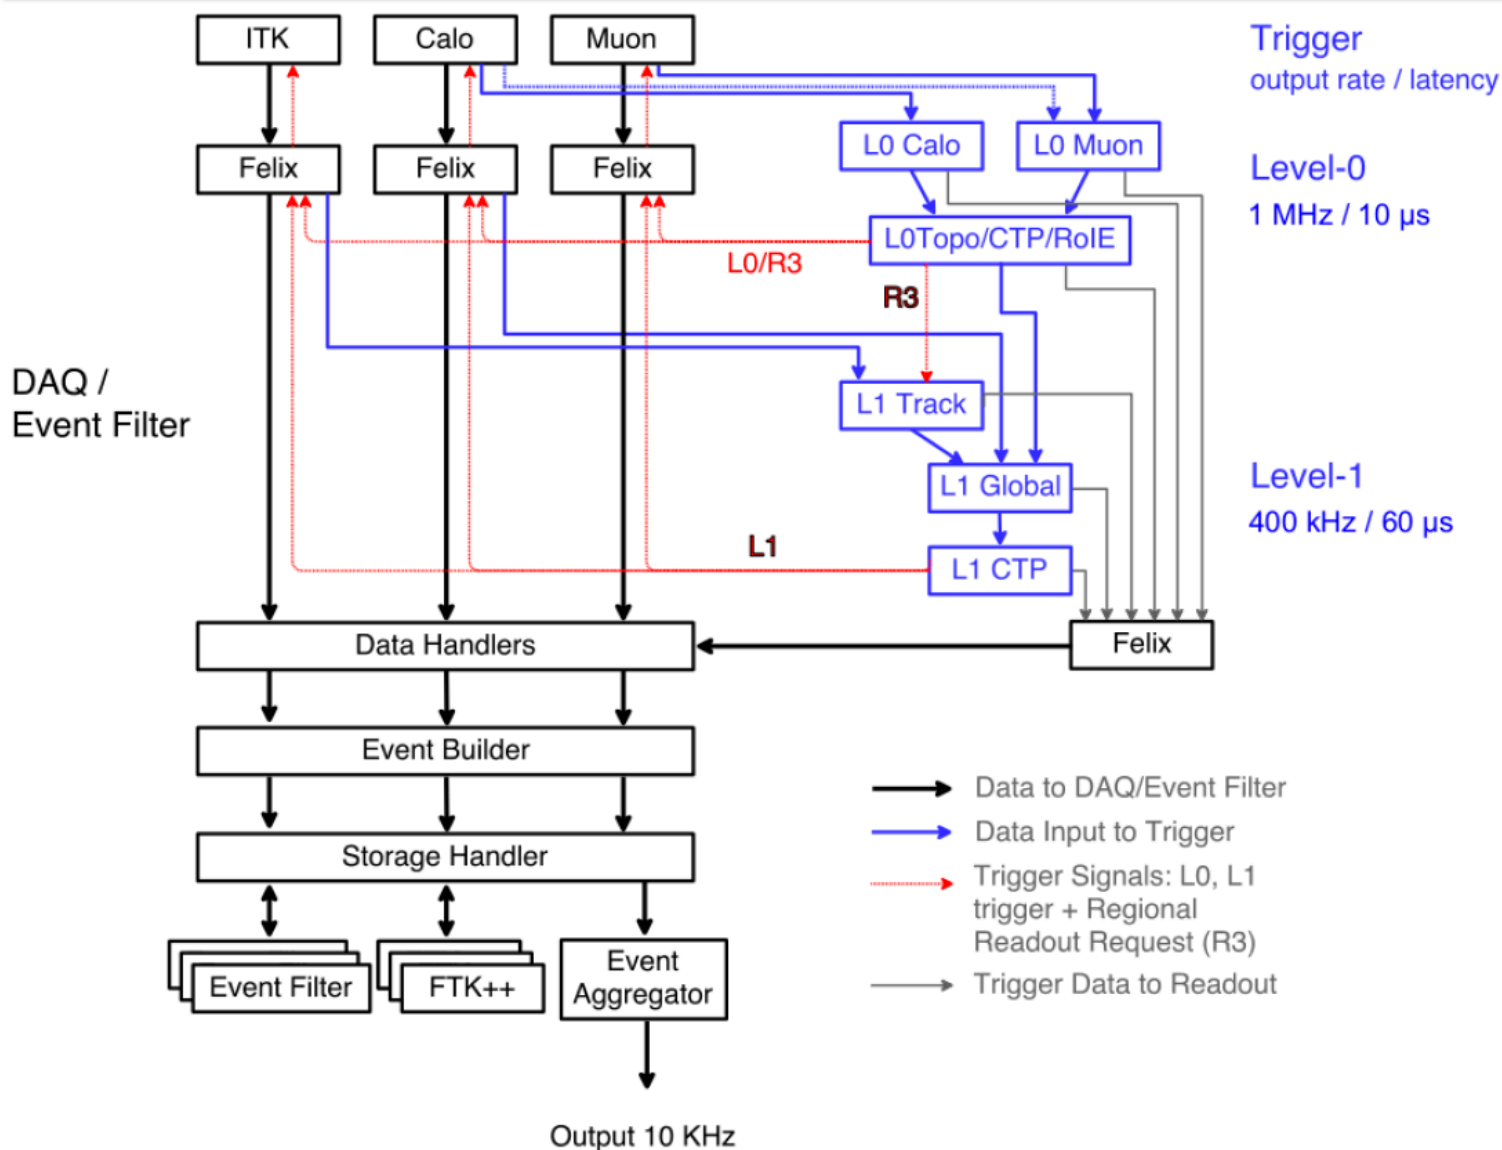 ITK
Calo
Muon
Trigger
output rate / latency
L0 Calo
L0 Muon
Felix
Felix
Felix
Level-0
1 MHz / 10 µs
L0Topo/CTP/RoIE
L0/R3
R3
DAQ /
Event Filter
L1 Track
L1 Global
Level-1
400 kHz / 60 µs
L1
L1 CTP
Data Handlers
Felix
Event Builder
Data to DAQ/Event Filter
Data Input to Trigger
Storage Handler
Trigger Signals: L0, L1
trigger + Regional
Readout Request (R3)
Trigger Data to Readout
Event Filter
FTK++
Event
Aggregator
Output 10 KHz